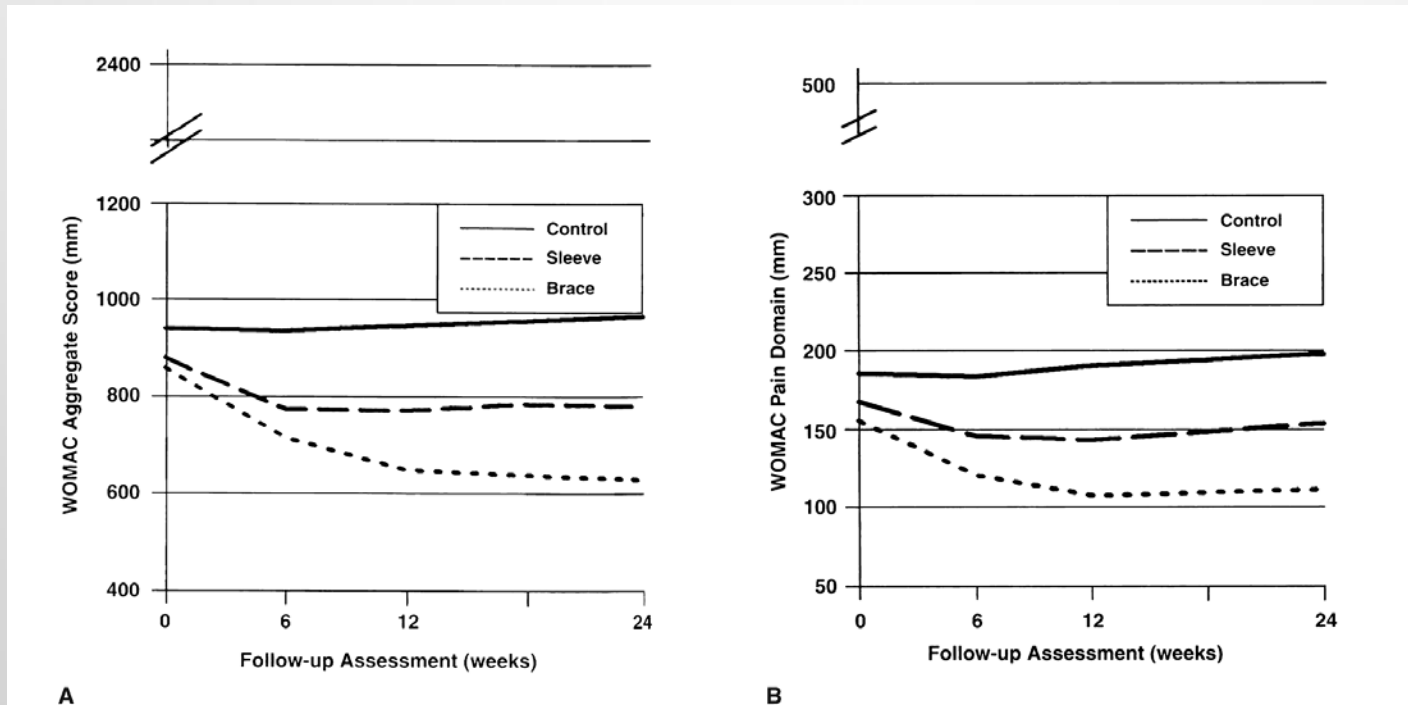 2400
1200
1000
800
600
400
WOMAC Aggregate Score (mm)
Control
Sleeve
Brace
0 6 12 24
Follow-up Assessment (weeks)
A
500
300
250
200
150
100
50
WOMAC Pain Domain (mm)
Control
Sleeve
Brace
0 6 12 24
Follow-up Assessment (weeks)
B